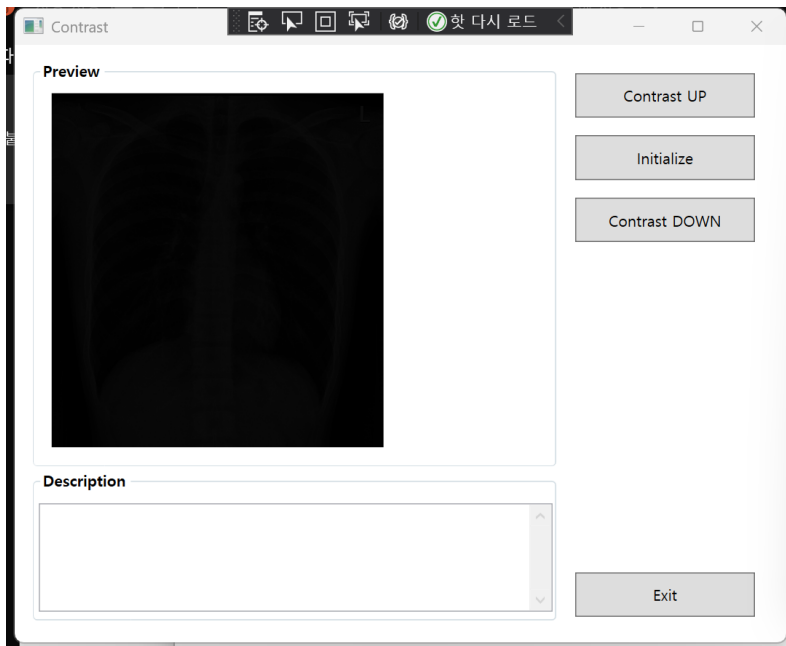 Contrast
핫 다시 로드
Preview
L
Contrast UP
Initialize
Contrast DOWN
Description
Exit